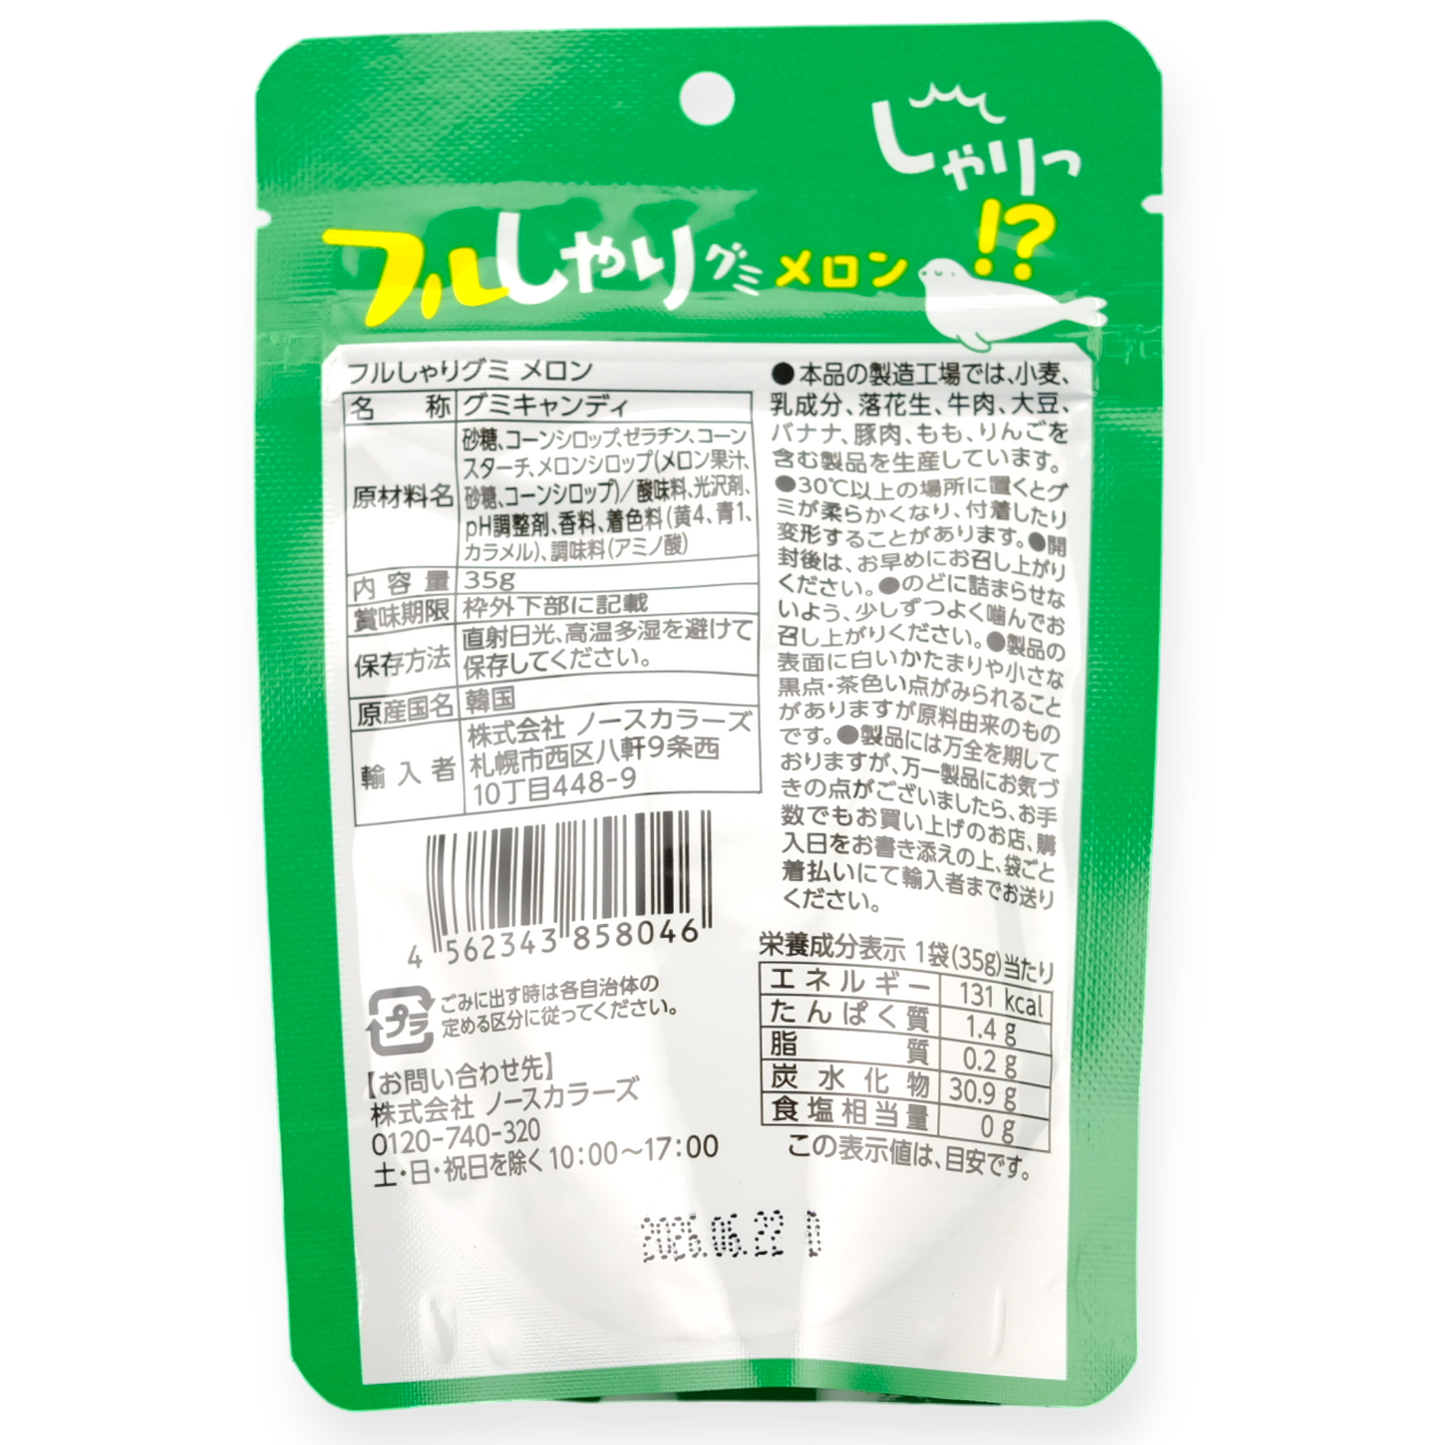 しゃりっ
!?
フルしゃりグミ メロン
フルしゃりグミ メロン
名称 グミキャンディ
原材料名 砂糖、コーンシロップ、ゼラチン、コーン
スターチ、メロンシロップ(メロン果汁、
砂糖、コーンシロップ)/酸味料、光沢剤、
pH調整剤、香料、着色料(黄4、青1、
カラメル)、調味料(アミノ酸)
内容量 35g
賞味期限 枠外下部に記載
保存方法 直射日光、高温多湿を避けて
保存してください。
原産国名 韓国
輸入者 株式会社 ノースカラーズ
札幌市西区八軒9条西
10丁目448-9
4 562343 858046
プラ
ごみに出す時は各自治体の
定める区分に従ってください。
【お問い合わせ先】
株式会社 ノースカラーズ
0120-740-320
土・日・祝日を除く10:00～17:00
●本品の製造工場では、小麦、
乳成分、落花生、牛肉、大豆、
バナナ、豚肉、もも、りんごを
含む製品を生産しています。
●30℃以上の場所に置くとグ
ミが柔らかくなり、付着したり
変形することがあります。●開
封後は、お早めにお召し上がり
ください。●のどに詰まらせな
いよう、少しずつよく噛んでお
召し上がりください。●製品の
表面に白いかたまりや小さな
黒点・茶色い点がみられること
がありますが原料由来のもの
です。●製品には万全を期して
おりますが、万一製品にお気づ
きの点がございましたら、お手
数でもお買い上げのお店、購
入日をお書き添えの上、袋ごと
着払いにて輸入者までお送り
ください。
栄養成分表示 1袋(35g)当たり
エネルギー 131 kcal
たんぱく質 1.4 g
脂質 0.2 g
炭水化物 30.9 g
食塩相当量 0 g
この表示値は、目安です。
2026.06.22 D